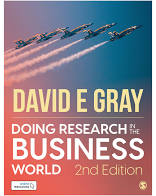 DAVID E GRAY
DOING RESEARCH IN THE
BUSINESS
WORLD 2nd Edition
SAGE